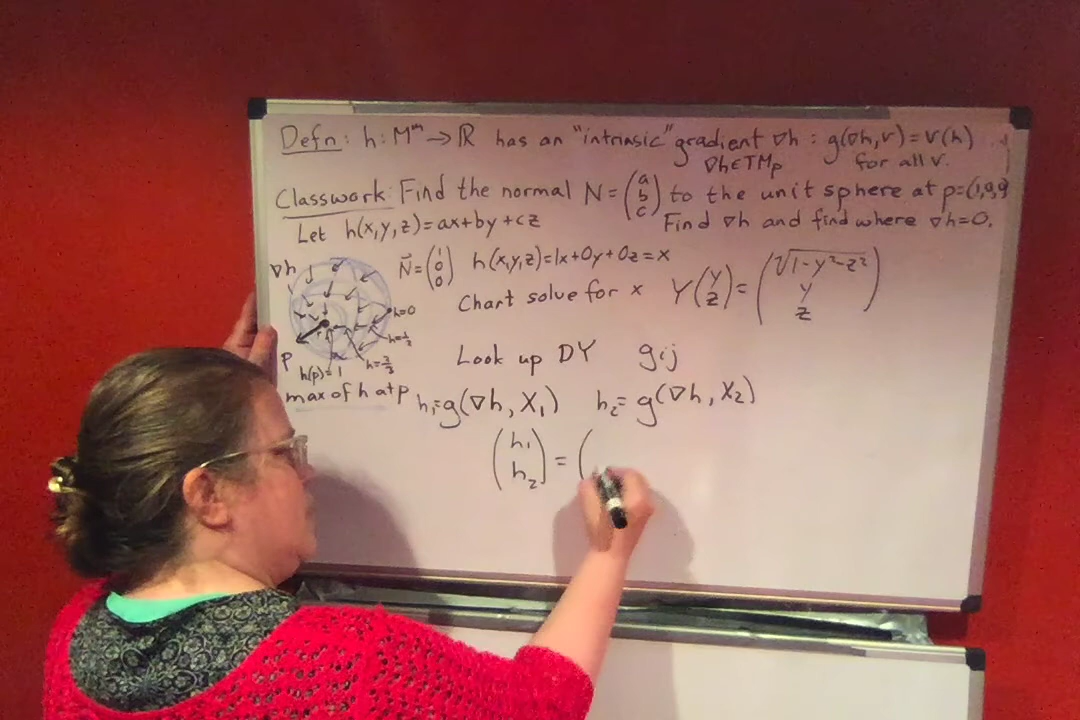 Defn: h: Mᵐ → ℝ has an "intrinsic" gradient ∇h : g(∇h, v) = v(h)
∇h∈TMₚ for all v.
Classwork: Find the normal N = (a b c) to the unit sphere at p=(1,0,0)
Let h(x,y,z)=ax+by+cz Find ∇h and find where ∇h=0.
∇h N⃗ = (1 0 0) h(x,y,z)=1x+0y+0z=x
Chart solve for x Y(y z) = (√1-y²-z² y z)
h=0
h=1/2
P h(p)=1 h=2/3
Look up DY gij
max of h at p h₁=g(∇h, X₁) h₂=g(∇h, X₂)
(h₁ h₂) = (